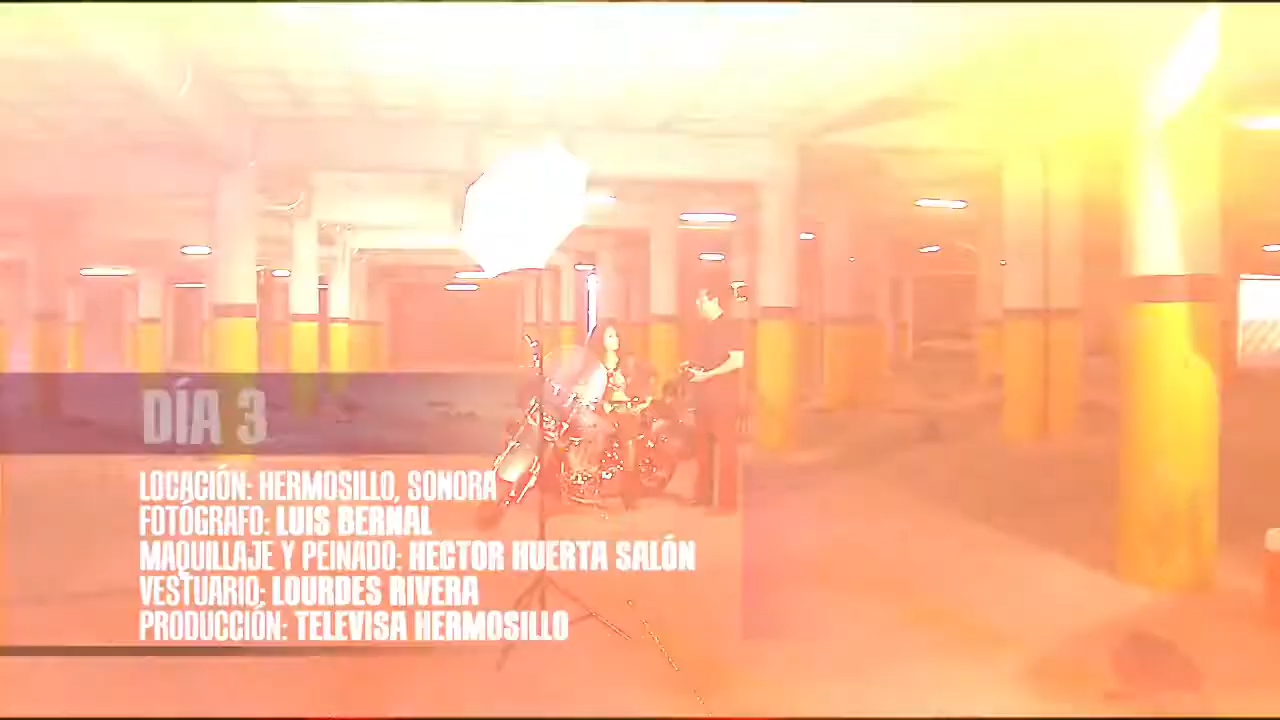 DÍA 3
LOCACIÓN: HERMOSILLO, SONORA
FOTÓGRAFO: LUIS BERNAL
MAQUILLAJE Y PEINADO: HECTOR HUERTA SALÓN
VESTUARIO: LOURDES RIVERA
PRODUCCIÓN: TELEVISA HERMOSILLO